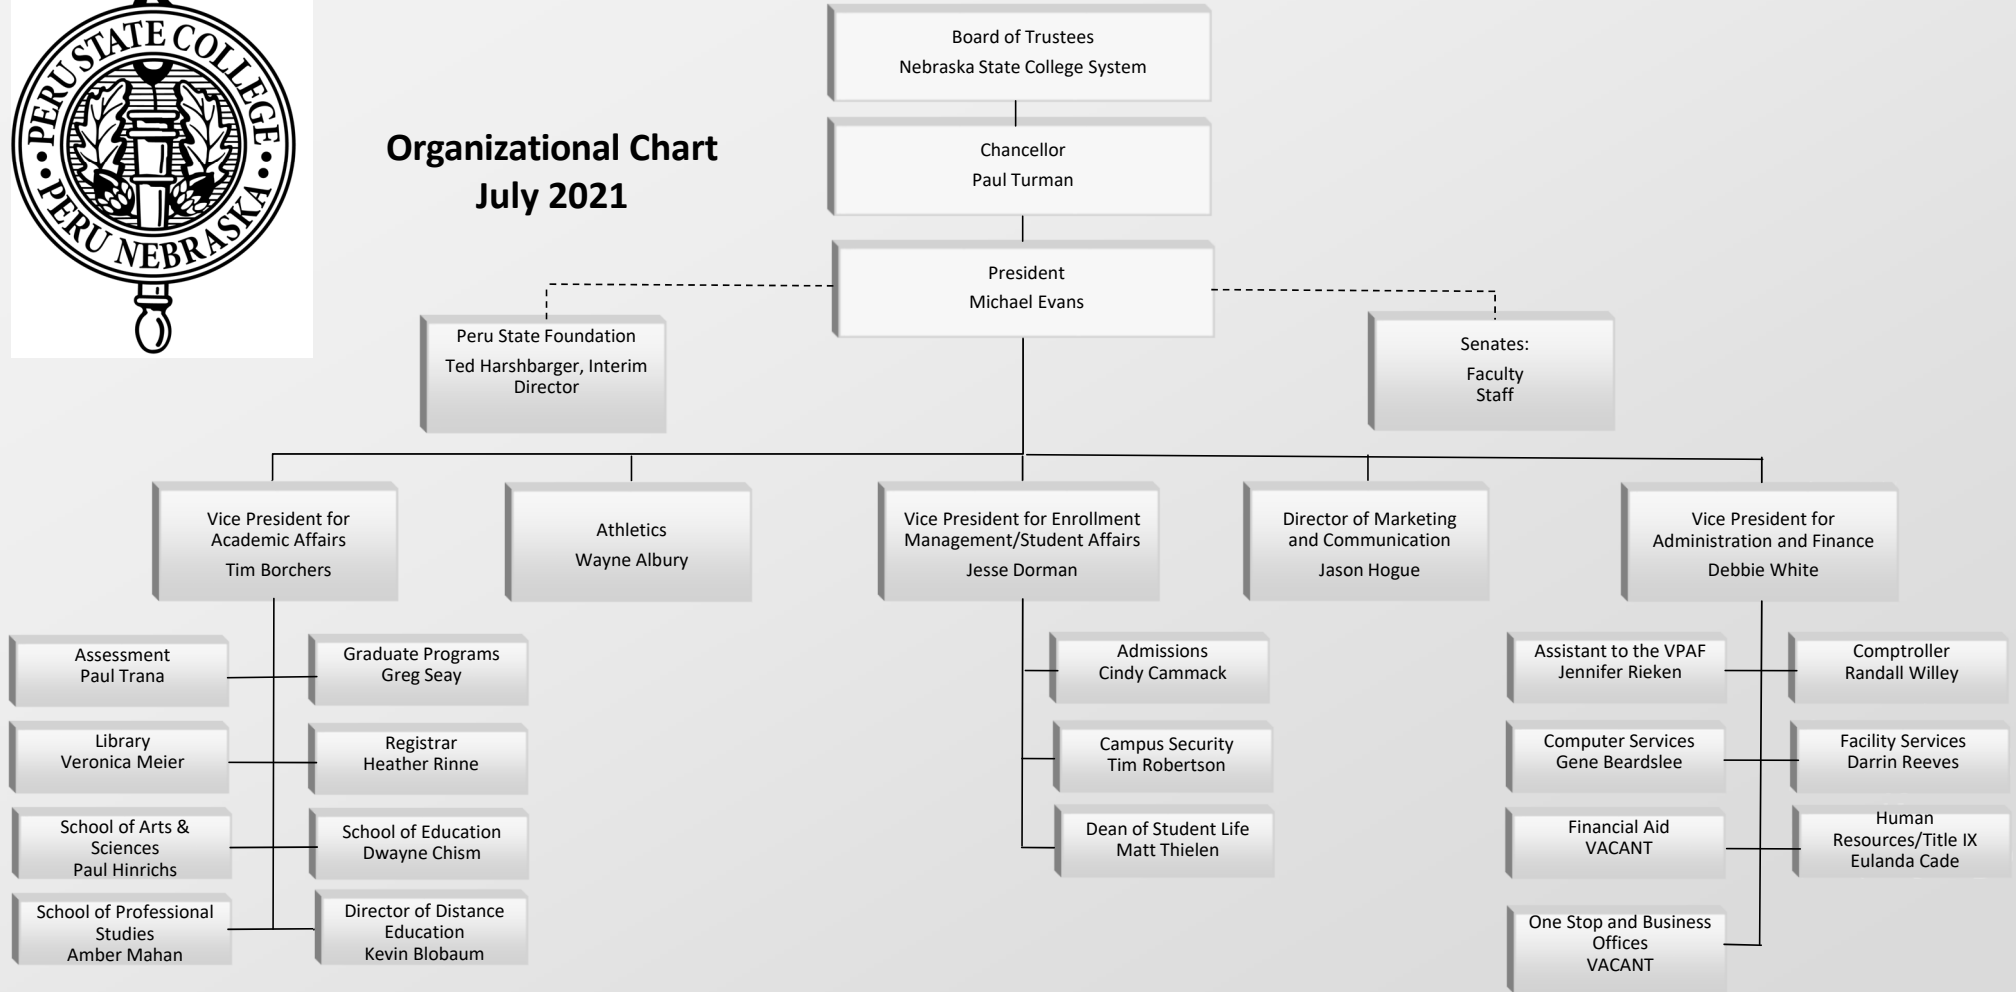 PERU STATE COLLEGE
PERU NEBRASKA
Organizational Chart
July 2021
Board of Trustees
Nebraska State College System
Chancellor
Paul Turman
President
Michael Evans
Peru State Foundation
Ted Harshbarger, Interim
Director
Senates:
Faculty
Staff
Vice President for
Academic Affairs
Tim Borchers
Athletics
Wayne Albury
Vice President for Enrollment
Management/Student Affairs
Jesse Dorman
Director of Marketing
and Communication
Jason Hogue
Vice President for
Administration and Finance
Debbie White
Assessment
Paul Trana
Graduate Programs
Greg Seay
Library
Veronica Meier
Registrar
Heather Rinne
School of Arts &
Sciences
Paul Hinrichs
School of Education
Dwayne Chism
School of Professional
Studies
Amber Mahan
Director of Distance
Education
Kevin Blobaum
Admissions
Cindy Cammack
Campus Security
Tim Robertson
Dean of Student Life
Matt Thielen
Assistant to the VPAF
Jennifer Rieken
Comptroller
Randall Willey
Computer Services
Gene Beardslee
Facility Services
Darrin Reeves
Financial Aid
VACANT
Human
Resources/Title IX
Eulanda Cade
One Stop and Business
Offices
VACANT